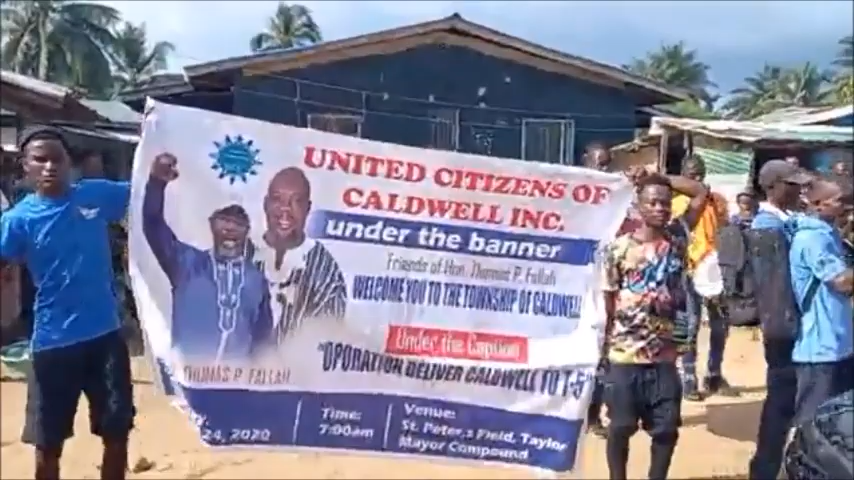 UNITED CITIZENS OF
CALDWELL INC.
under the banner
Friends of Hon. Thomas P. Fallah
WELCOME YOU TO THE TOWNSHIP OF CALDWELL
Under the Caption
"OPORATION DELIVER CALDWELL TO T-5"
THOMAS P. FALLAH
24, 2020
Time:
7:00am
Venue:
St. Peter,s Field, Taylor
Mayor Compound,